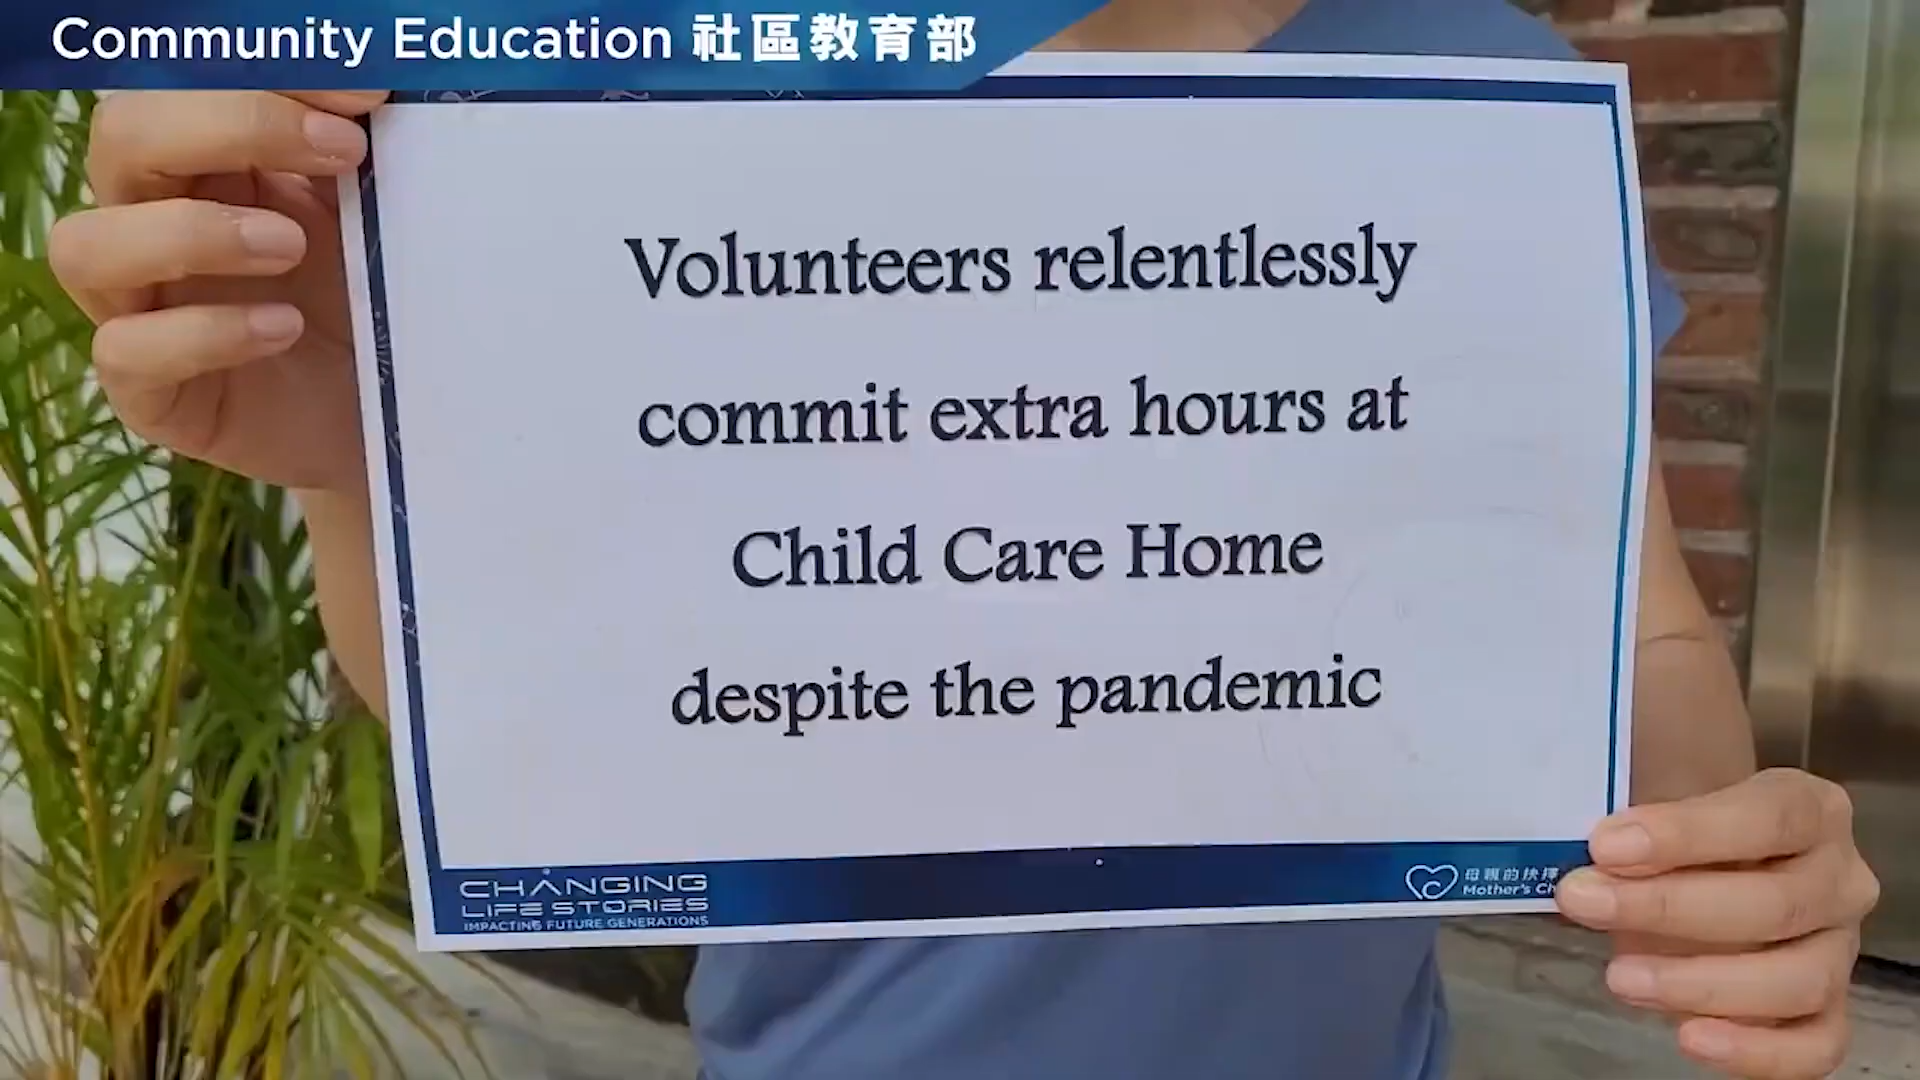 Community Education 社區教育部
Volunteers relentlessly
commit extra hours at
Child Care Home
despite the pandemic
CHANGING
LIFE STORIES
IMPACTING FUTURE GENERATIONS
母親的抉擇
Mother's